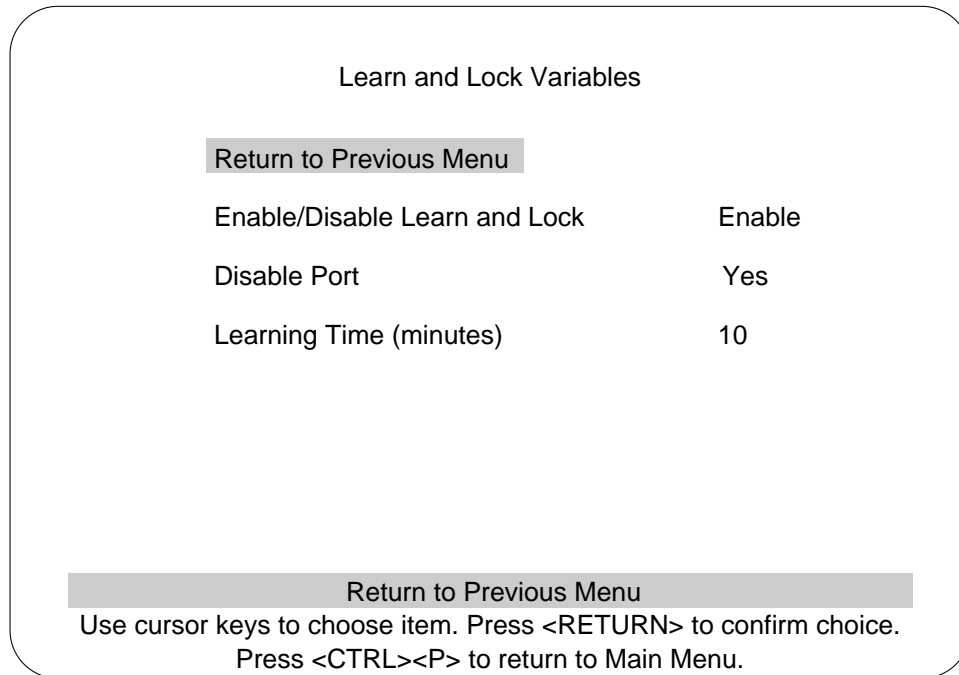 Learn and Lock Variables
Return to Previous Menu
Enable/Disable Learn and Lock Enable
Disable Port Yes
Learning Time (minutes) 10
Return to Previous Menu
Use cursor keys to choose item. Press <RETURN> to confirm choice.
Press <CTRL><P> to return to Main Menu.